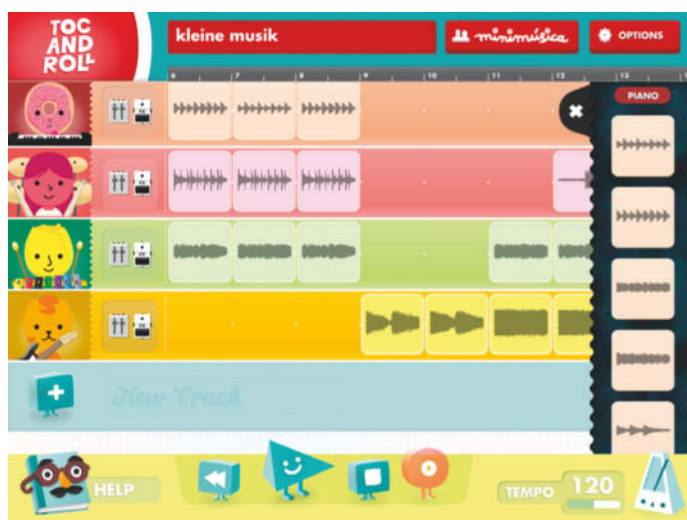 TOC
AND
ROLL
kleine musik
minimúsica
OPTIONS
6 7 8 9 10 11 12 13
PIANO
New Track
HELP
TEMPO 120